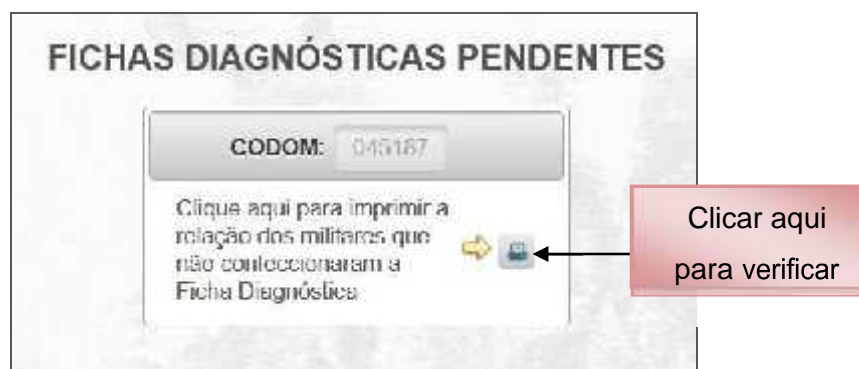 FICHAS DIAGNÓSTICAS PENDENTES
CODOM: 045187
Clique aqui para imprimir a
relação dos militares que
não confeccionaram a
Ficha Diagnóstica
Clicar aqui
para verificar